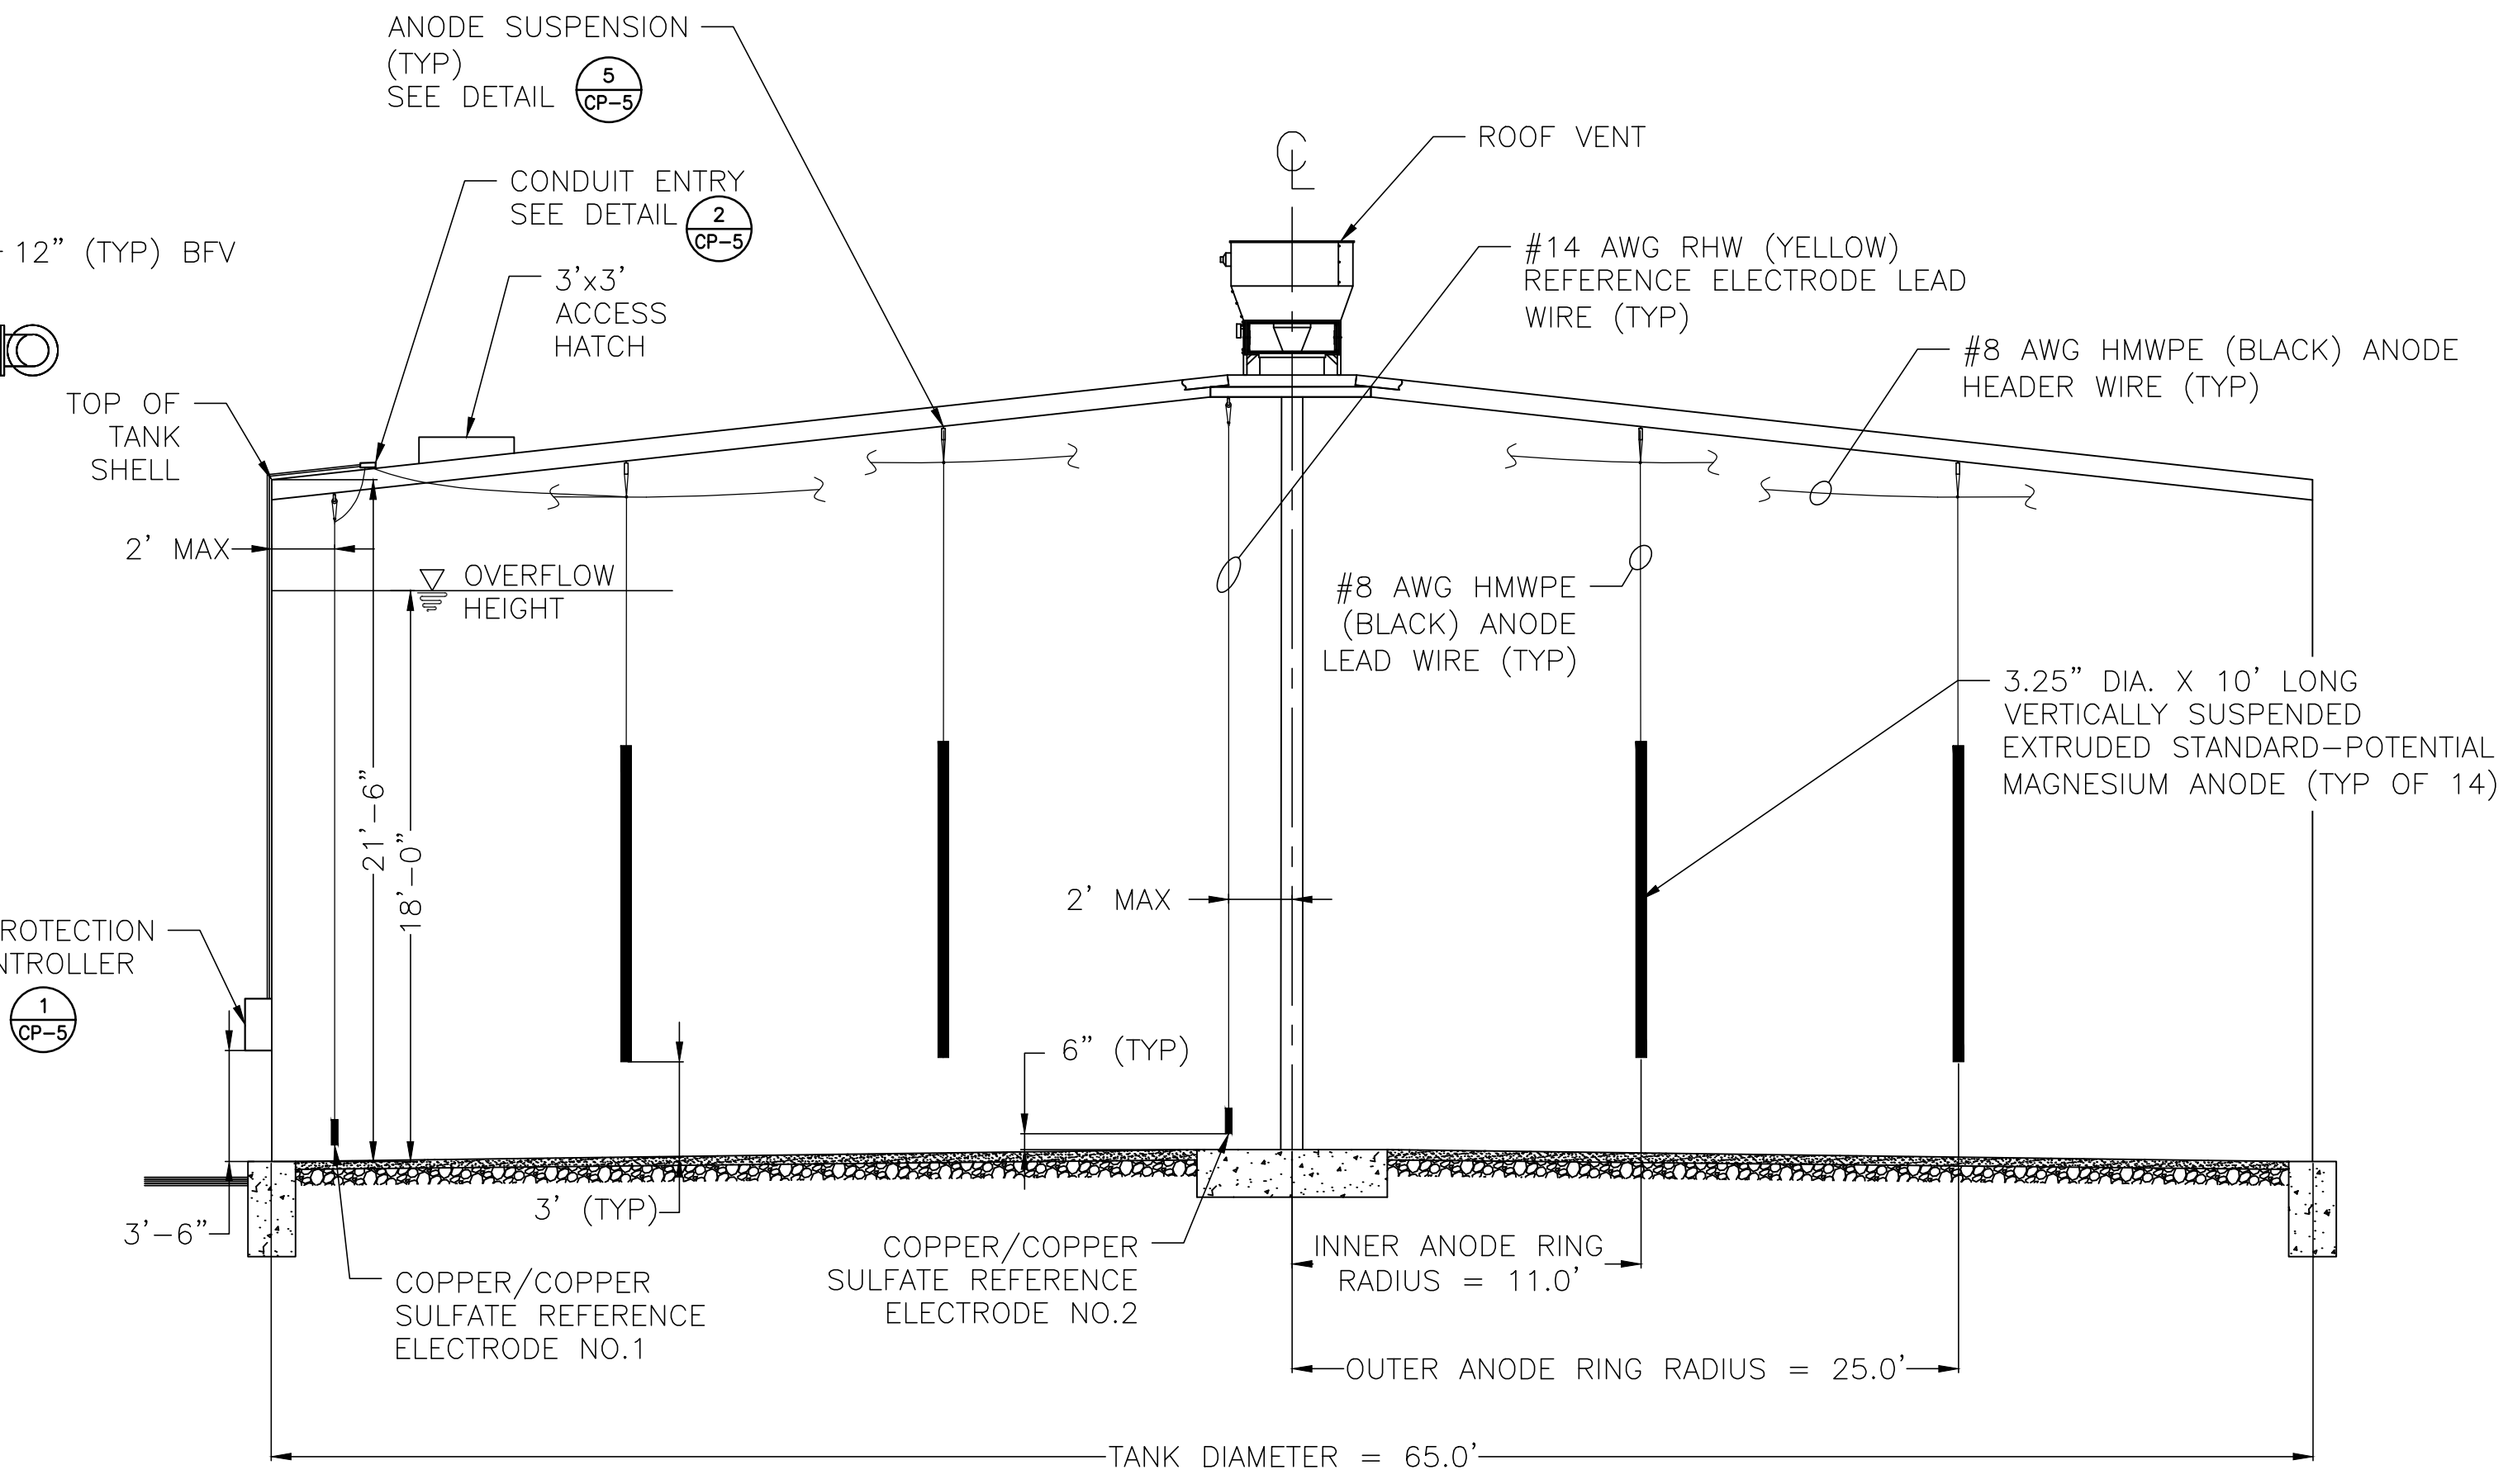 ANODE SUSPENSION
(TYP)
SEE DETAIL
5
CP-5
ROOF VENT
CONDUIT ENTRY
SEE DETAIL
2
CP-5
12" (TYP) BFV
3'x3'
ACCESS
HATCH
#14 AWG RHW (YELLOW)
REFERENCE ELECTRODE LEAD
WIRE (TYP)
#8 AWG HMWPE (BLACK) ANODE
HEADER WIRE (TYP)
TOP OF
TANK
SHELL
2' MAX
OVERFLOW
HEIGHT
#8 AWG HMWPE
(BLACK) ANODE
LEAD WIRE (TYP)
3.25" DIA. X 10' LONG
VERTICALLY SUSPENDED
EXTRUDED STANDARD-POTENTIAL
MAGNESIUM ANODE (TYP OF 14)
21'-6"
18'-0"
2' MAX
ROTECTION
NTROLLER
1
CP-5
6" (TYP)
3' (TYP)
3'-6"
COPPER/COPPER
SULFATE REFERENCE
ELECTRODE NO.1
COPPER/COPPER
SULFATE REFERENCE
ELECTRODE NO.2
INNER ANODE RING
RADIUS = 11.0'
OUTER ANODE RING RADIUS = 25.0'
TANK DIAMETER = 65.0'